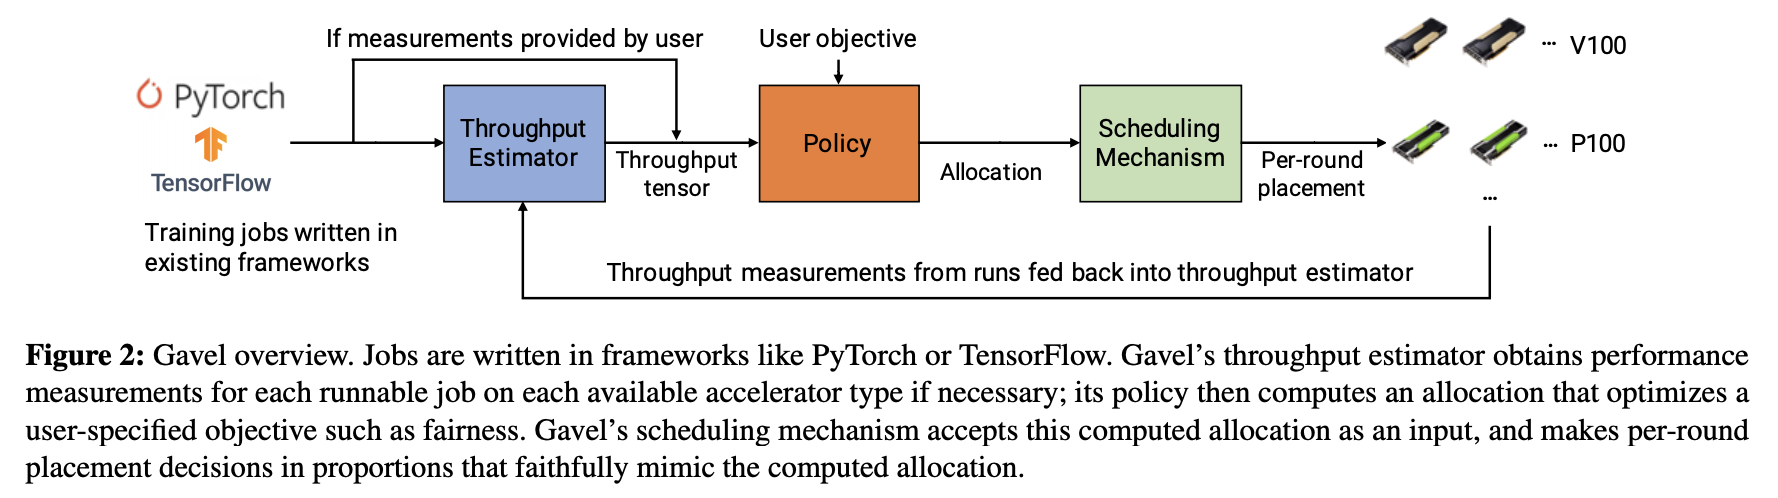 If measurements provided by user
User objective
... V100
PyTorch
Throughput
Estimator
Policy
Scheduling
Mechanism
... P100
TensorFlow
Throughput
tensor
Allocation
Per-round
placement
...
Training jobs written in
existing frameworks
Throughput measurements from runs fed back into throughput estimator
Figure 2: Gavel overview. Jobs are written in frameworks like PyTorch or TensorFlow. Gavel’s throughput estimator obtains performance
measurements for each runnable job on each available accelerator type if necessary; its policy then computes an allocation that optimizes a
user-specified objective such as fairness. Gavel’s scheduling mechanism accepts this computed allocation as an input, and makes per-round
placement decisions in proportions that faithfully mimic the computed allocation.